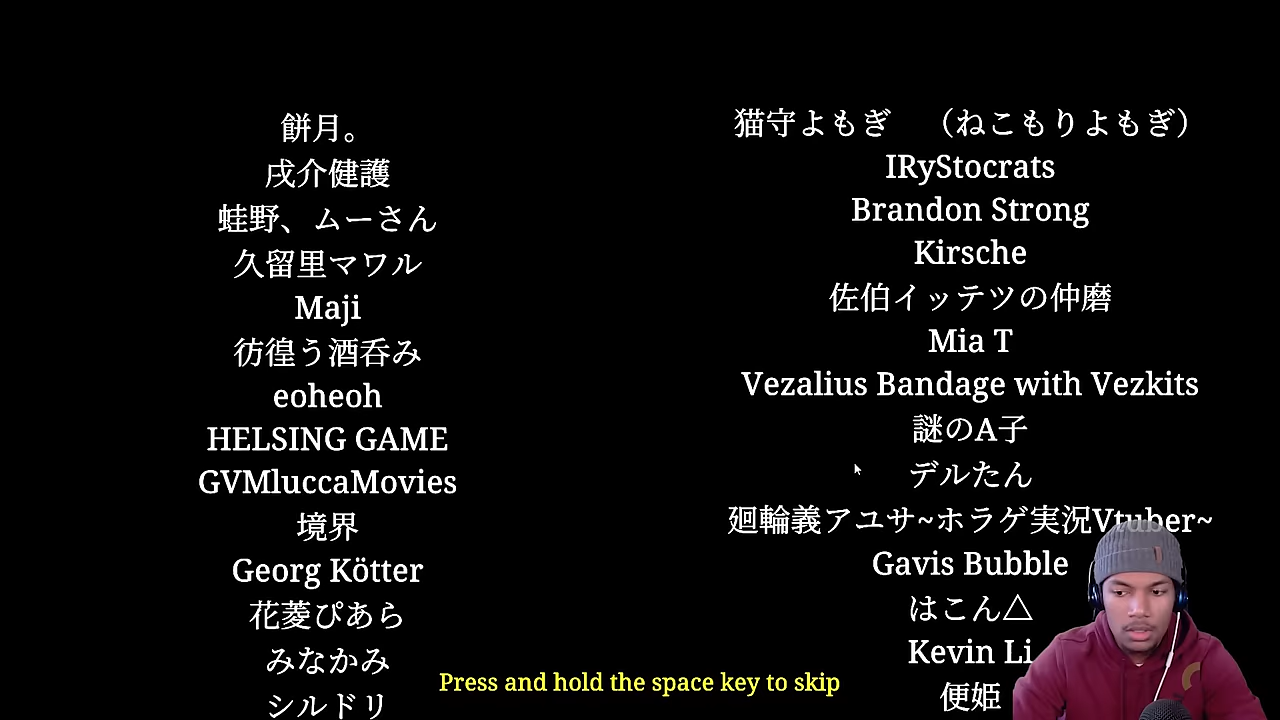 餅月。
戌介健護
蛙野、ムーさん
久留里マワル
Maji
彷徨う酒呑み
eoheoh
HELSING GAME
GVMluccaMovies
境界
Georg Kötter
花菱ぴあら
みなかみ
シルドリ
猫守よもぎ　（ねこもりよもぎ）
IRyStocrats
Brandon Strong
Kirsche
佐伯イッテツの仲磨
Mia T
Vezalius Bandage with Vezkits
謎のA子
デルたん
廻輪義アユサ~ホラゲ実況Vtuber~
Gavis Bubble
はこん△
Kevin Li
便姫
Press and hold the space key to skip